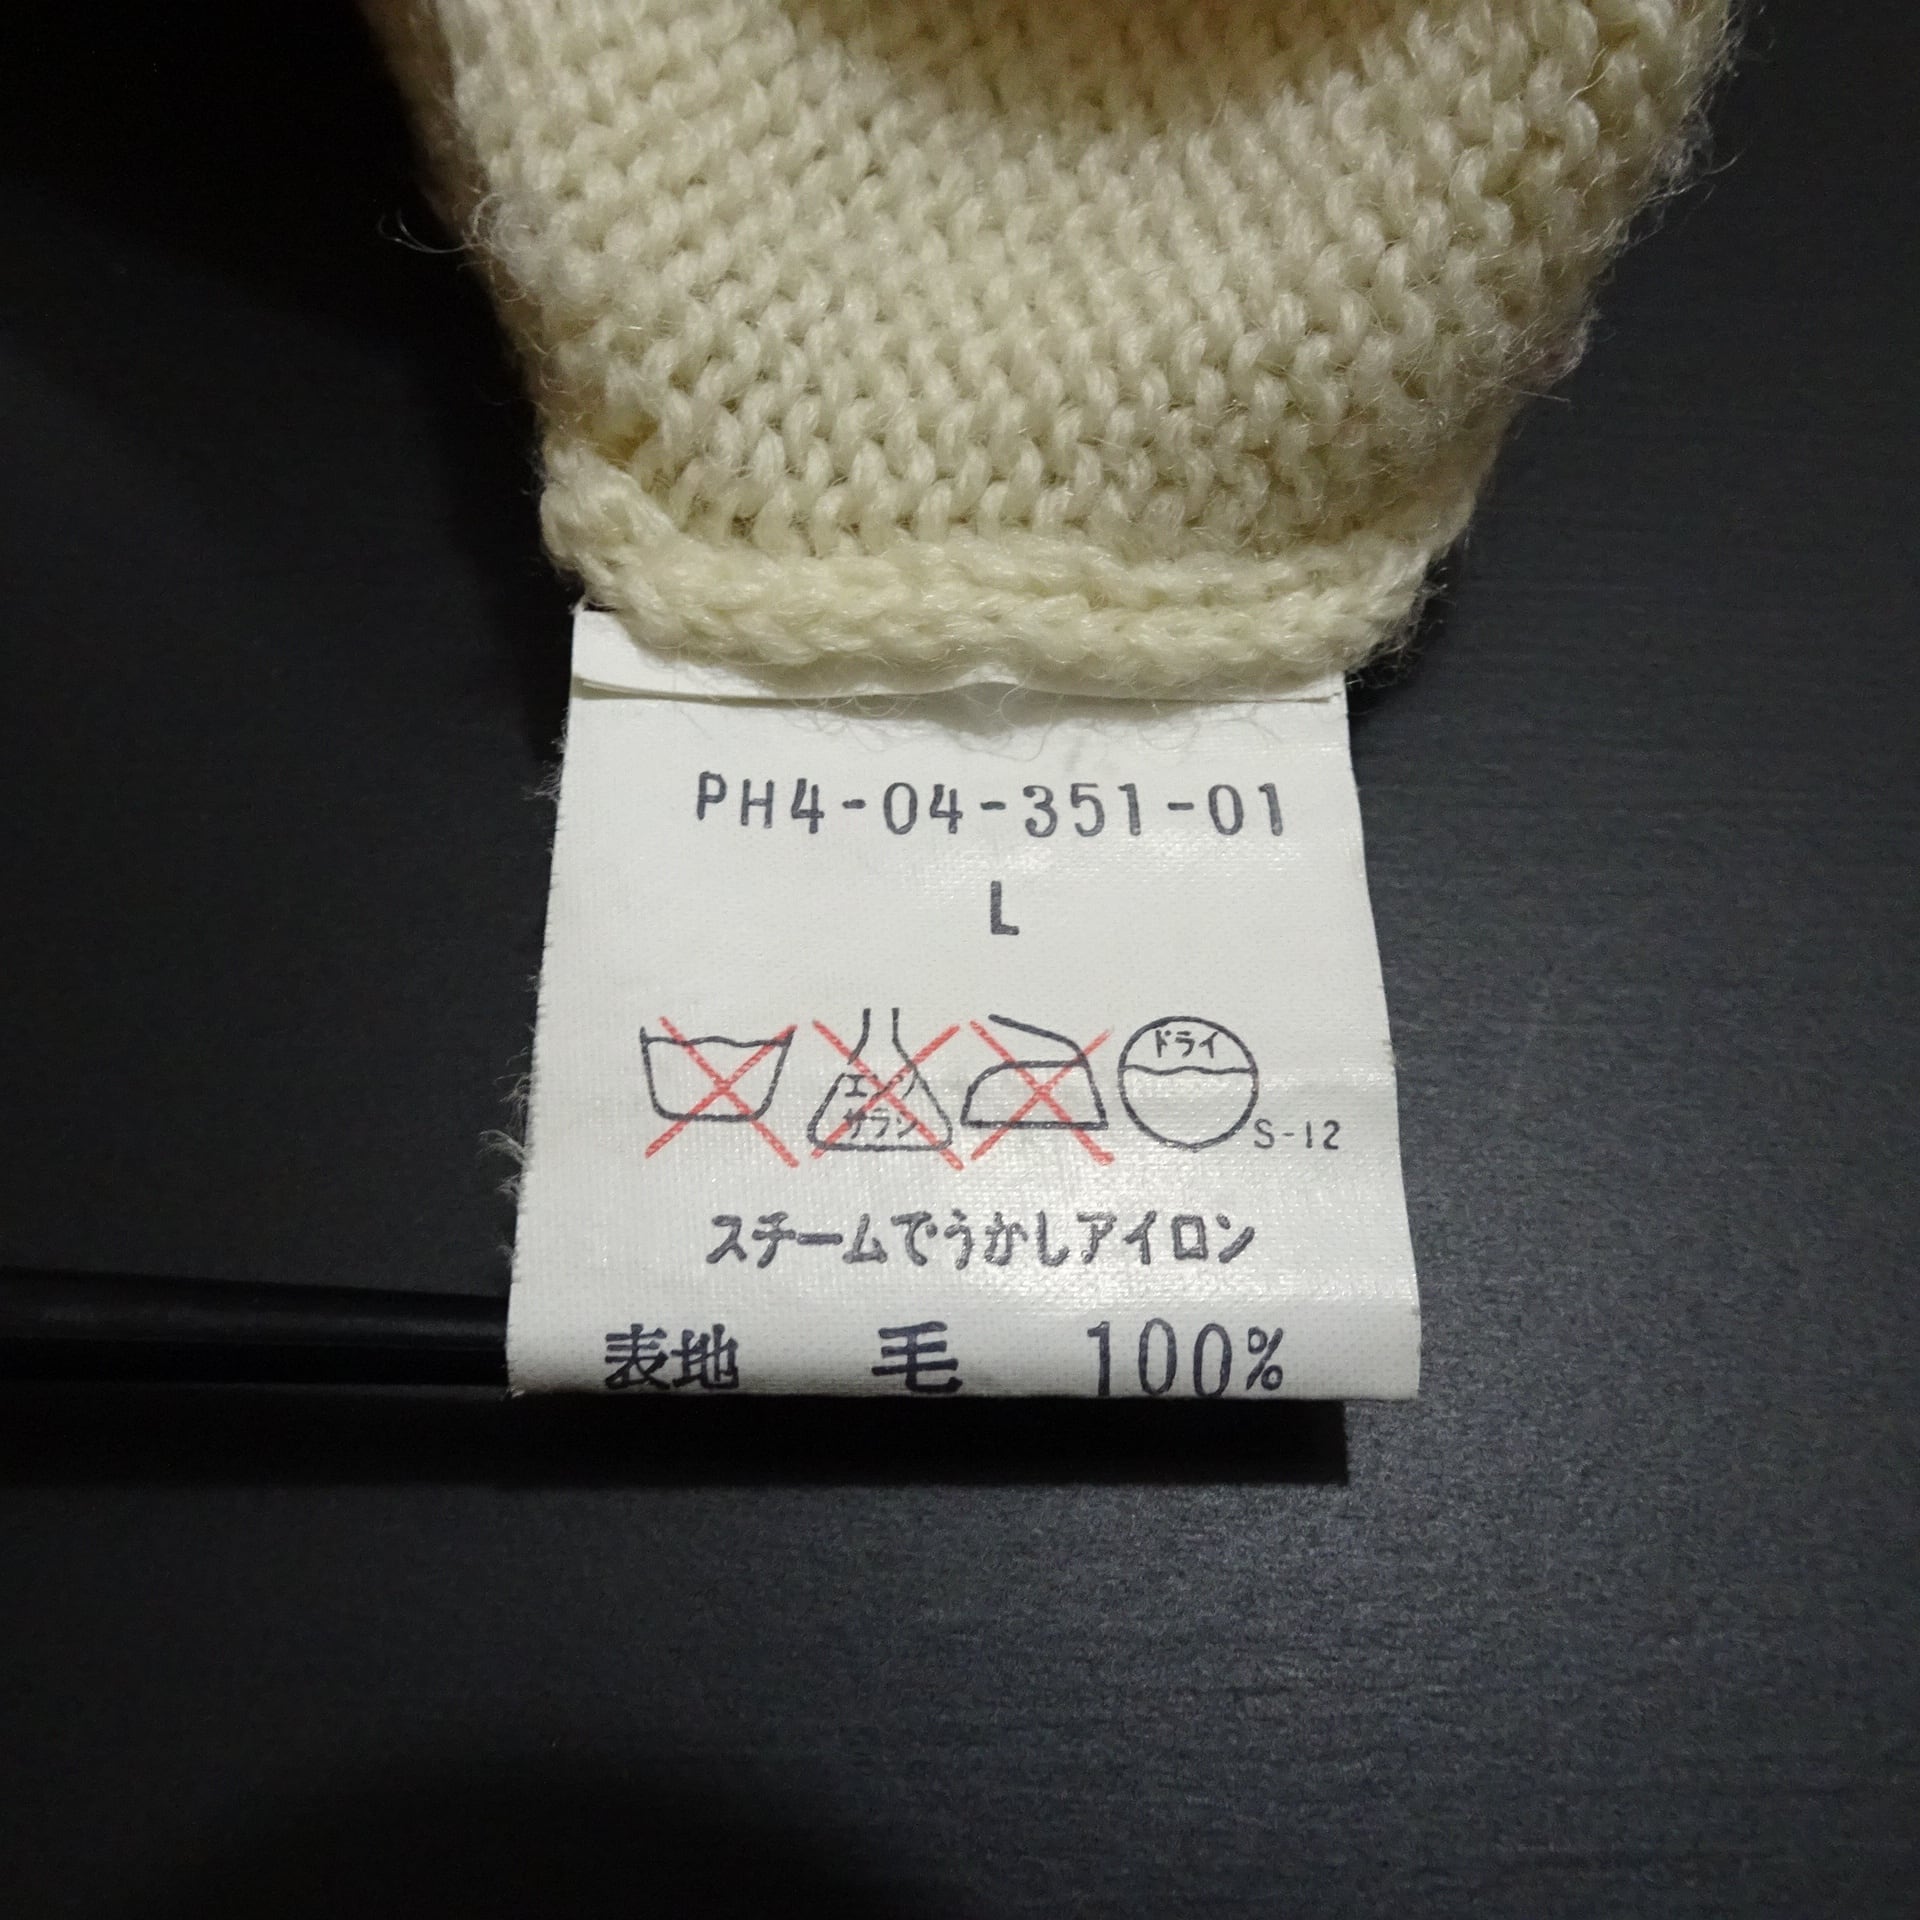 PH4-04-351-01
L
エンソ
サラシ
ドライ
S-12
スチームでうかしアイロン
表地 毛 100%